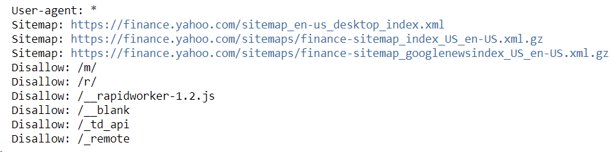 User-agent: *
Sitemap: https://finance.yahoo.com/sitemap_en-us_desktop_index.xml
Sitemap: https://finance.yahoo.com/sitemaps/finance-sitemap_index_US_en-US.xml.gz
Sitemap: https://finance.yahoo.com/sitemaps/finance-sitemap_googlenewsindex_US_en-US.xml.gz
Disallow: /m/
Disallow: /r/
Disallow: /__rapidworker-1.2.js
Disallow: /__blank
Disallow: /_td_api
Disallow: /_remote